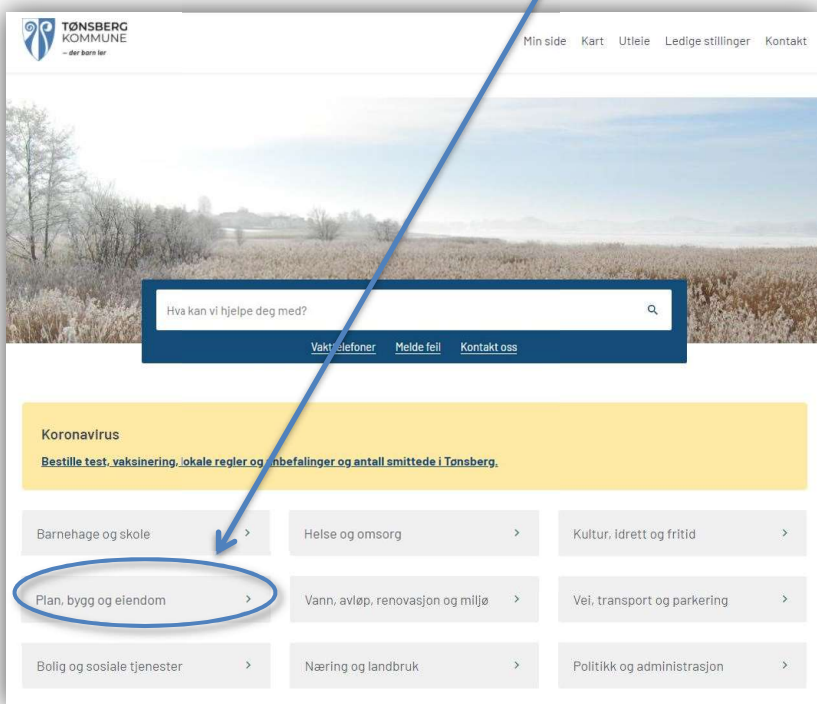 TØNSBERG
KOMMUNE
– der barn ler
Min side Kart Utleie Ledige stillinger Kontakt
Hva kan vi hjelpe deg med?
Vakttelefoner Melde feil Kontakt oss
Koronavirus
Bestille test, vaksinering, lokale regler og anbefalinger og antall smittede i Tønsberg.
Barnehage og skole
Helse og omsorg
Kultur, idrett og fritid
Plan, bygg og eiendom
Vann, avløp, renovasjon og miljø
Vei, transport og parkering
Bolig og sosiale tjenester
Næring og landbruk
Politikk og administrasjon